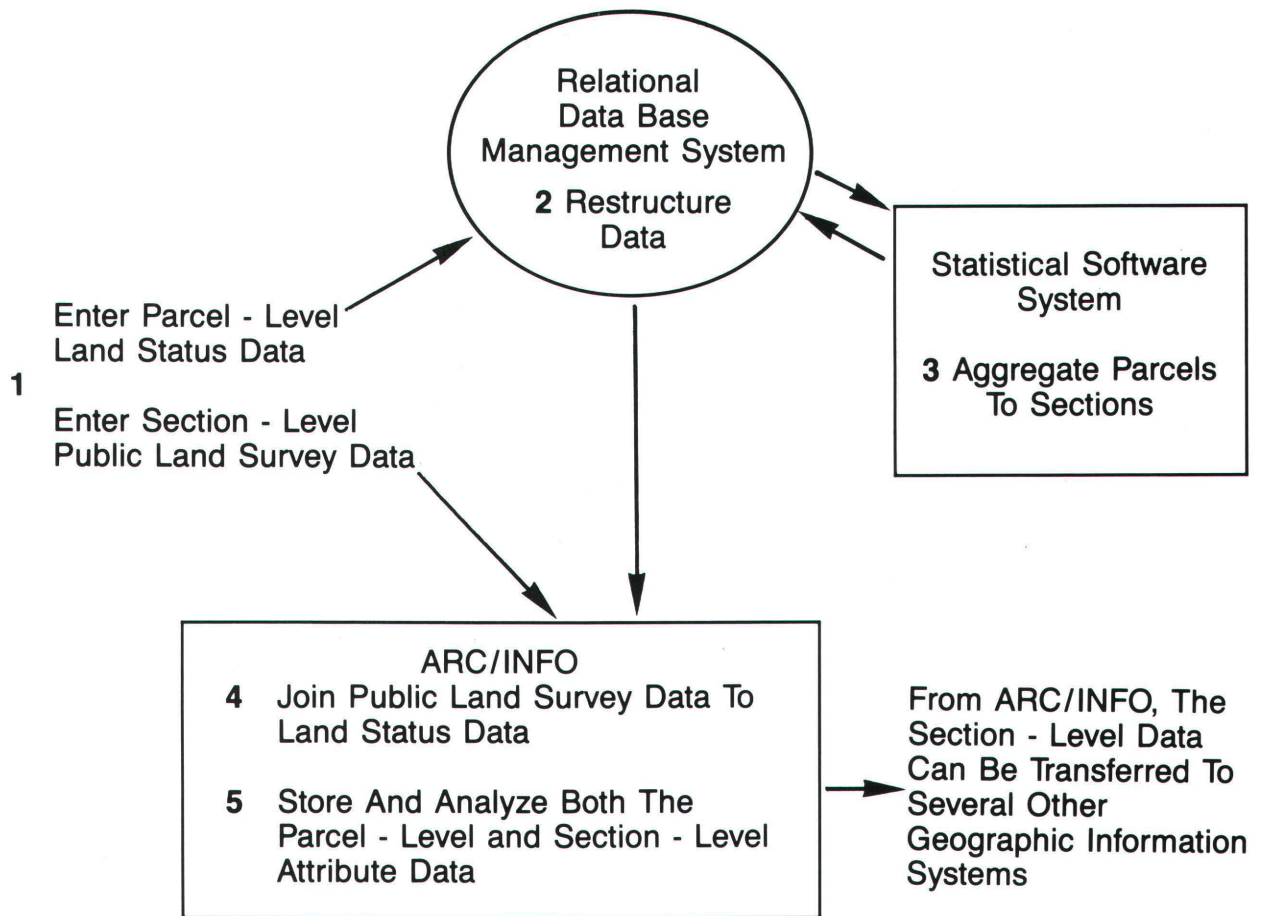 Relational
Data Base
Management System
2 Restructure
Data
Statistical Software
System
3 Aggregate Parcels
To Sections
1
Enter Parcel - Level
Land Status Data
Enter Section - Level
Public Land Survey Data
ARC/INFO
4 Join Public Land Survey Data To
Land Status Data
5 Store And Analyze Both The
Parcel - Level and Section - Level
Attribute Data
From ARC/INFO, The
Section - Level Data
Can Be Transferred To
Several Other
Geographic Information
Systems